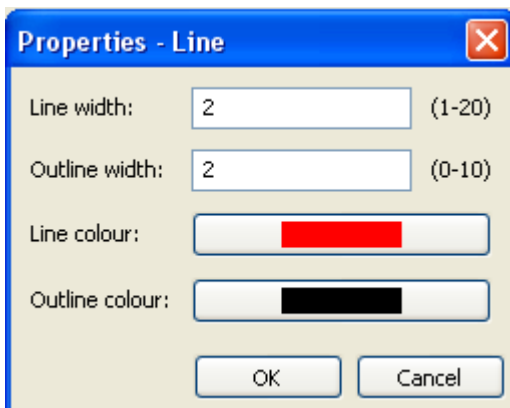 Properties - Line
Line width: 2 (1-20)
Outline width: 2 (0-10)
Line colour:
Outline colour:
OK Cancel